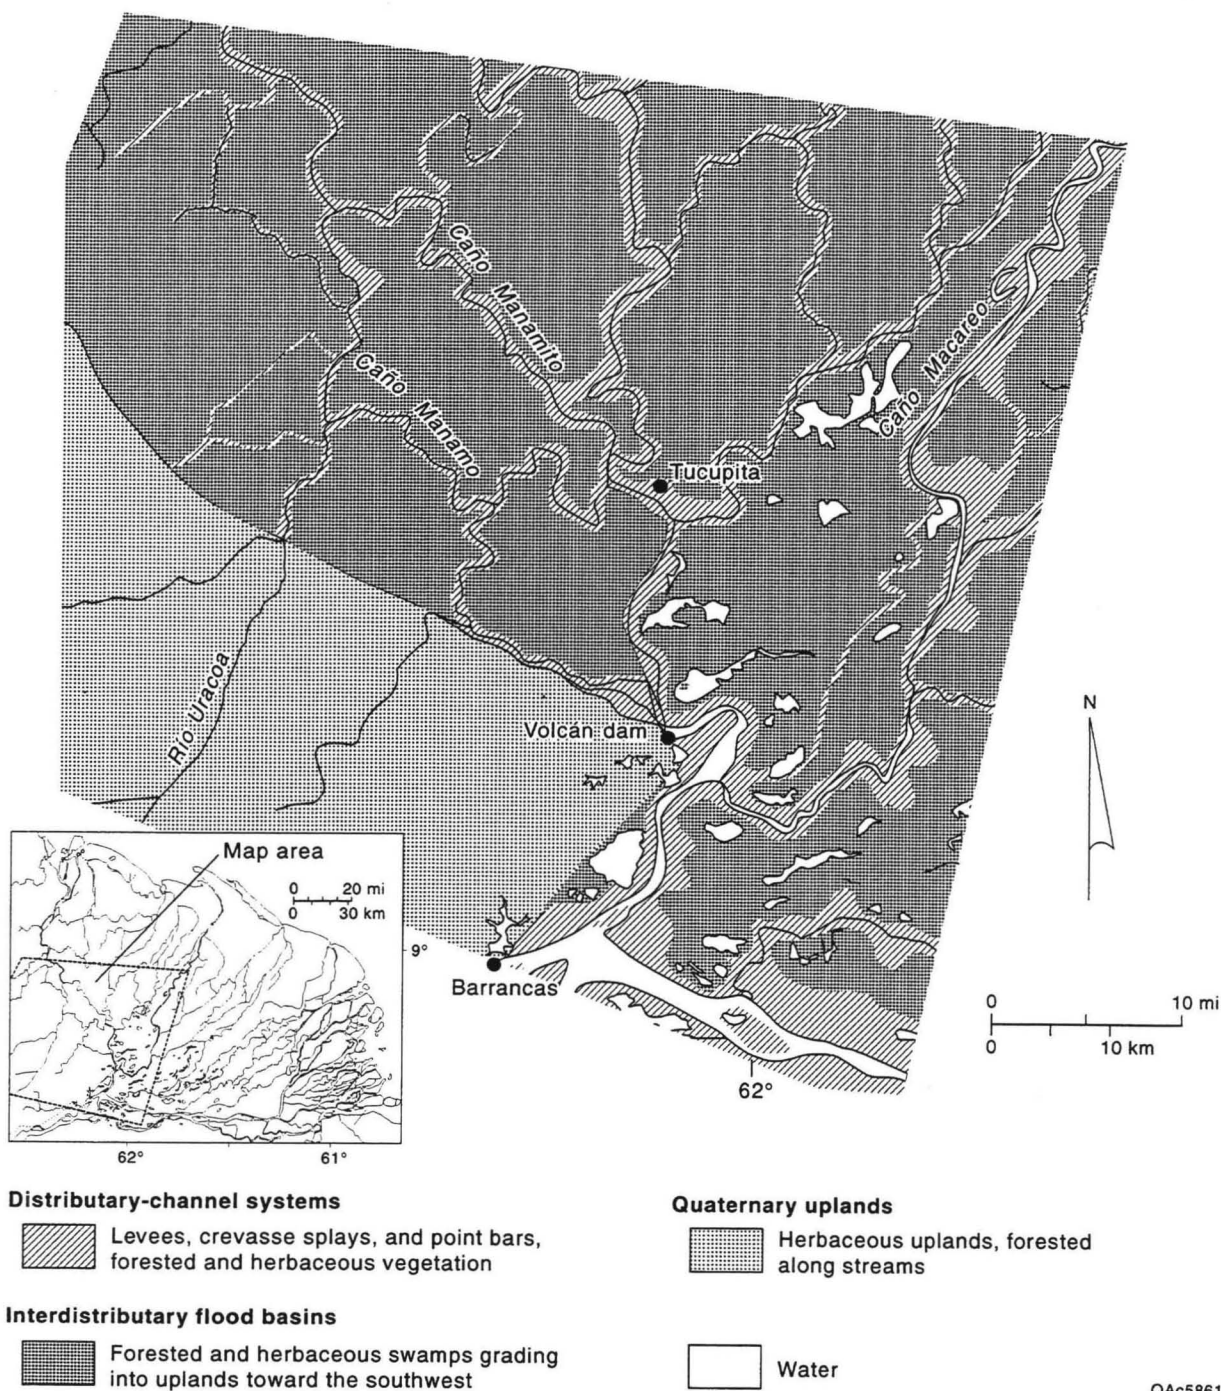 Caño Manamito
Caño Macareo
Caño Manamo
Tucupita
Río Uracoa
Volcán dam
N
Map area
0 20 mi
0 30 km
9°
Barrancas
0 10 mi
0 10 km
62°
62° 61°
Distributary-channel systems
Levees, crevasse splays, and point bars,
forested and herbaceous vegetation
Quaternary uplands
Herbaceous uplands, forested
along streams
Interdistributary flood basins
Forested and herbaceous swamps grading
into uplands toward the southwest
Water